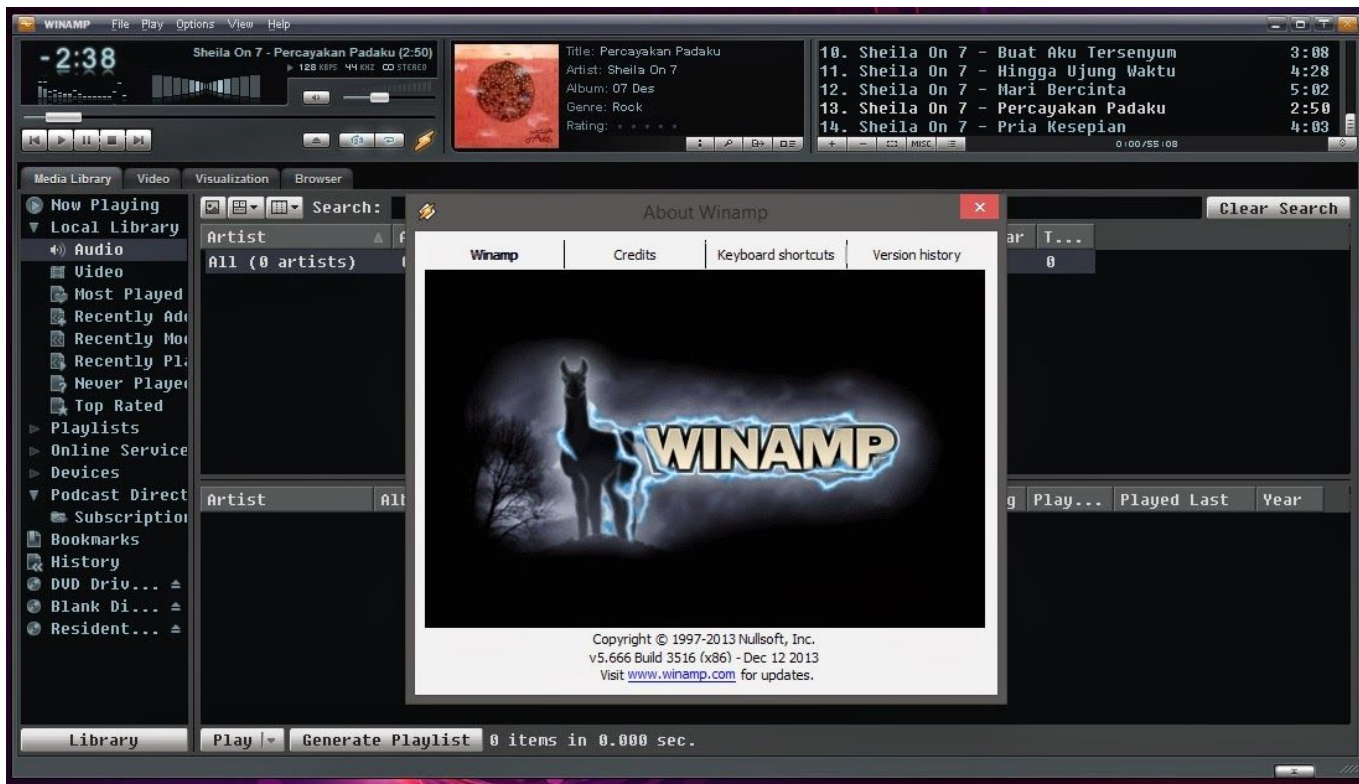 WINAMP File Play Options View Help
-2:38
Sheila On 7 - Percayakan Padaku (2:50)
128 KBPS 44 KHZ STEREO
Title: Percayakan Padaku
Artist: Sheila On 7
Album: 07 Des
Genre: Rock
Rating:
10. Sheila On 7 - Buat Aku Tersenyum 3:08
11. Sheila On 7 - Hingga Ujung Waktu 4:28
12. Sheila On 7 - Mari Bercinta 5:02
13. Sheila On 7 - Percayakan Padaku 2:50
14. Sheila On 7 - Pria Kesepian 4:03
+ - MISC 0:00/55:08
Media Library Video Visualization Browser
Now Playing
Local Library
Audio
Video
Most Played
Recently Ad
Recently Mo
Recently Pl
Never Playe
Top Rated
Playlists
Online Service
Devices
Podcast Direct
Subscriptio
Bookmarks
History
DVD Driv...
Blank Di...
Resident...
Library
Search: Clear Search
Artist ar T...
All (0 artists) 0
About Winamp
Winamp Credits Keyboard shortcuts Version history
WINAMP
Copyright © 1997-2013 Nullsoft, Inc.
v5.666 Build 3516 (x86) - Dec 12 2013
Visit www.winamp.com for updates.
Artist Alb g Play... Played Last Year
Play Generate Playlist 0 items in 0.000 sec.